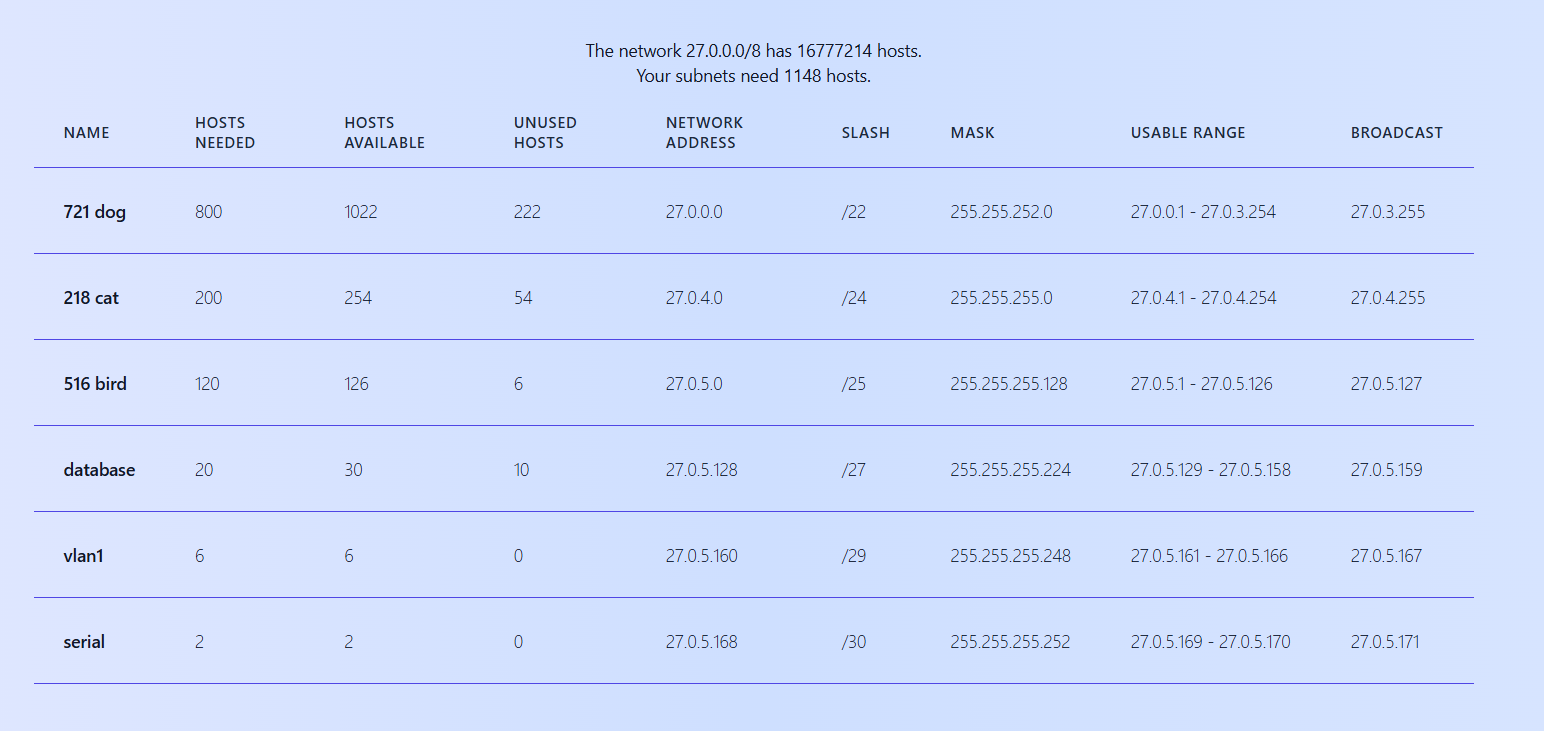 The network 27.0.0.0/8 has 16777214 hosts.
Your subnets need 1148 hosts.
NAME HOSTS NEEDED HOSTS AVAILABLE UNUSED HOSTS NETWORK ADDRESS SLASH MASK USABLE RANGE BROADCAST
721 dog 800 1022 222 27.0.0.0 /22 255.255.252.0 27.0.0.1 - 27.0.3.254 27.0.3.255
218 cat 200 254 54 27.0.4.0 /24 255.255.255.0 27.0.4.1 - 27.0.4.254 27.0.4.255
516 bird 120 126 6 27.0.5.0 /25 255.255.255.128 27.0.5.1 - 27.0.5.126 27.0.5.127
database 20 30 10 27.0.5.128 /27 255.255.255.224 27.0.5.129 - 27.0.5.158 27.0.5.159
vlan1 6 6 0 27.0.5.160 /29 255.255.255.248 27.0.5.161 - 27.0.5.166 27.0.5.167
serial 2 2 0 27.0.5.168 /30 255.255.255.252 27.0.5.169 - 27.0.5.170 27.0.5.171